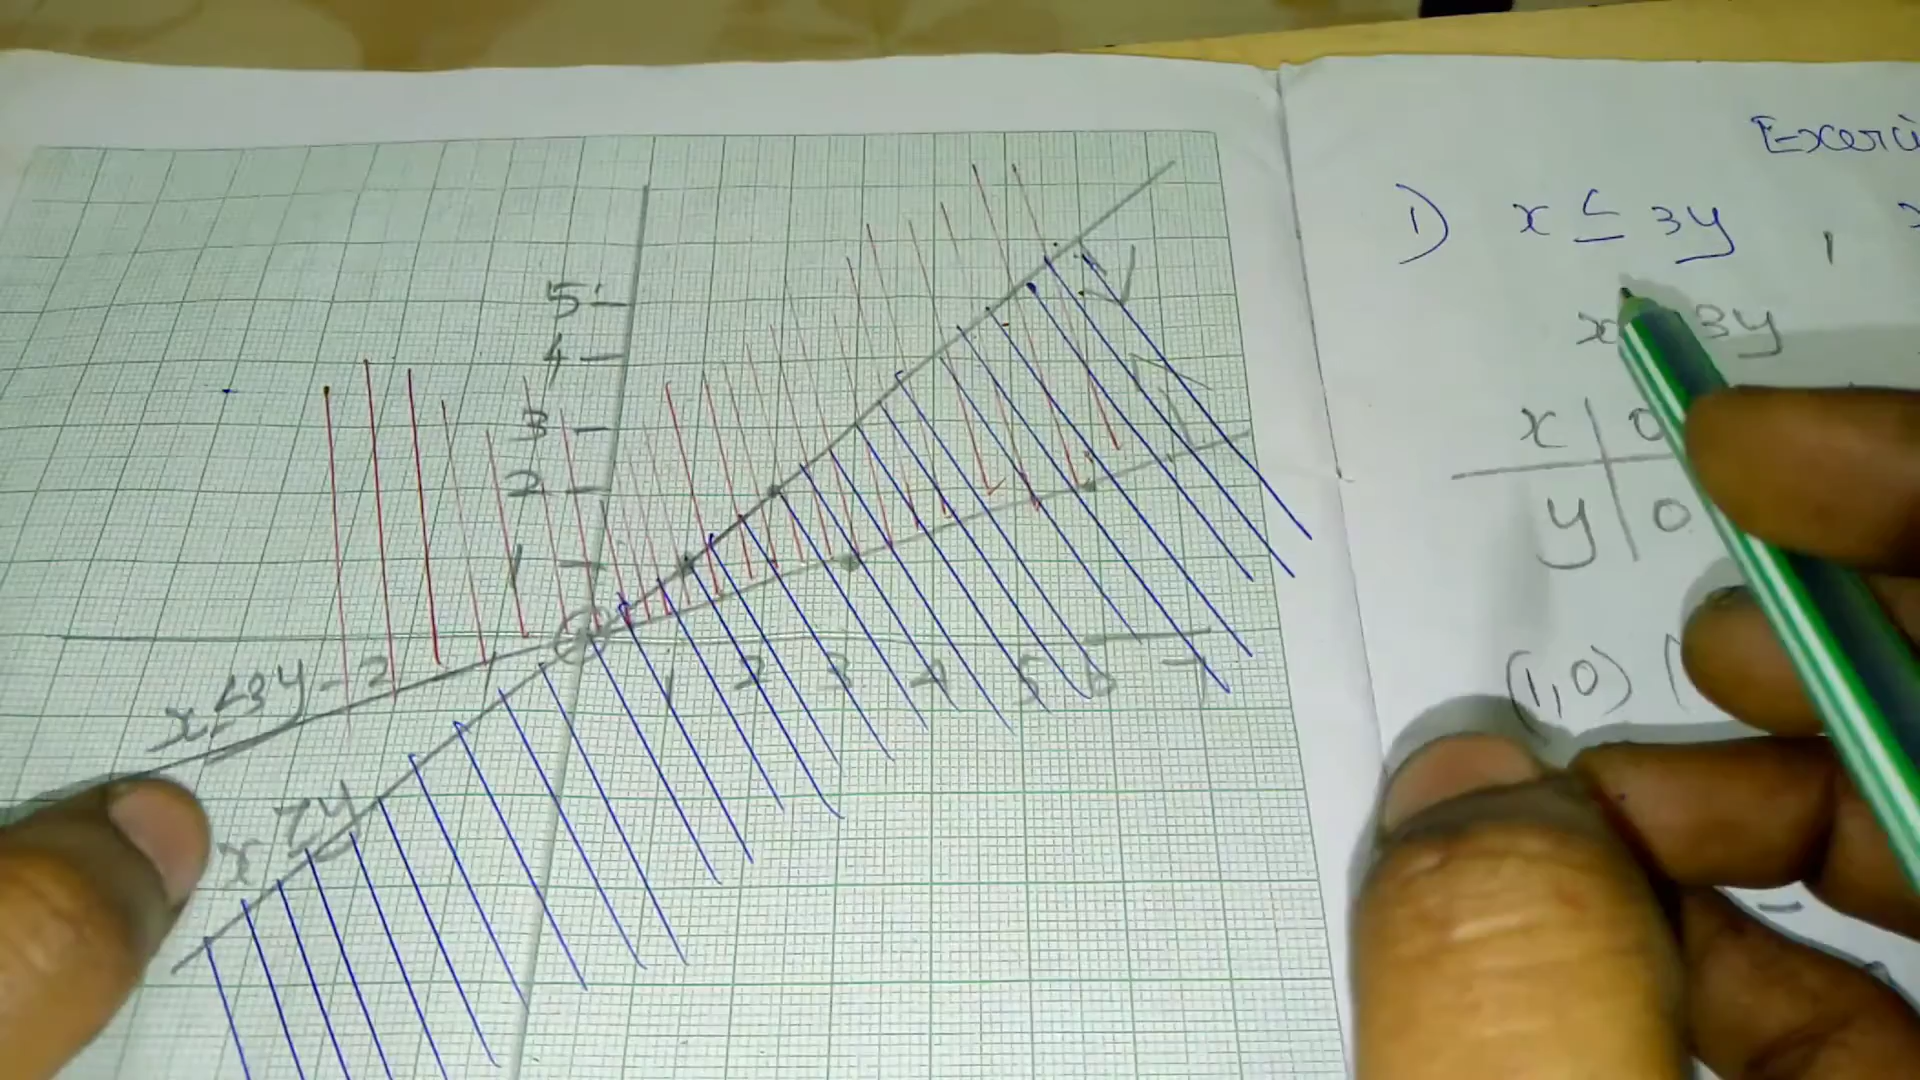 5
4
3
2
1
1 2 3 4 5 6 7
x ≤ 3y - 2
x ≥ y
1) x ≤ 3y ,
x 3y
x | 0
y | 0
(1,0) (